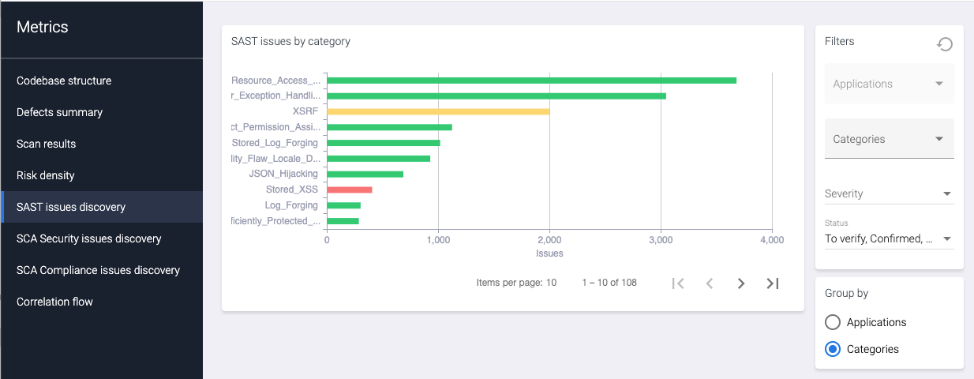 Metrics
Codebase structure
Defects summary
Scan results
Risk density
SAST issues discovery
SCA Security issues discovery
SCA Compliance issues discovery
Correlation flow
SAST issues by category
Resource_Access_...
r_Exception_Handli...
XSRF
ct_Permission_Assi...
Stored_Log_Forging
lity_Flaw_Locale_D...
JSON_Hijacking
Stored_XSS
Log_Forging
ficiently_Protected_...
0 1,000 2,000 3,000 4,000
Issues
Items per page: 10 1 – 10 of 108
Filters
Applications
Categories
Severity
Status
To verify, Confirmed, ...
Group by
Applications
Categories